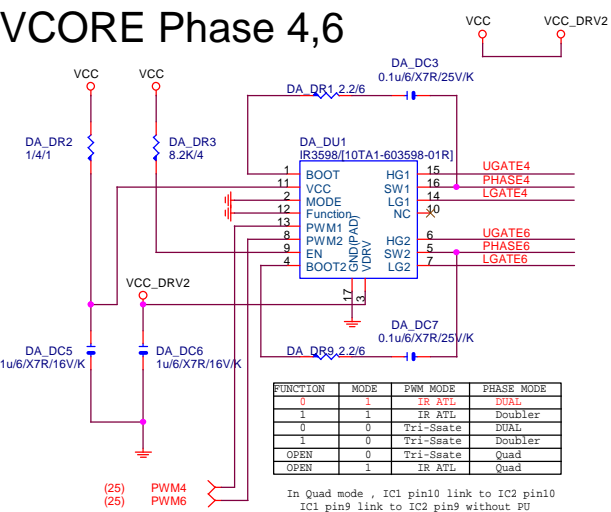 VCORE Phase 4,6
VCC
VCC_DRV2
VCC
VCC
DA_DC3
0.1u/6/X7R/25V/K
DA_DR1 2.2/6
DA_DR2
1/4/1
DA_DR3
8.2K/4
DA_DU1
IR3598/[10TA1-603598-01R]
1 BOOT HG1 15 UGATE4
11 VCC SW1 16 PHASE4
2 MODE LG1 14 LGATE4
12 Function NC 10
13 PWM1
8 PWM2 HG2 6 UGATE6
9 EN SW2 5 PHASE6
4 BOOT2 LG2 7 LGATE6
GND(PAD)
VDRV
17
3
VCC_DRV2
DA_DC7
0.1u/6/X7R/25V/K
DA_DR9 2.2/6
DA_DC5
1u/6/X7R/16V/K
DA_DC6
1u/6/X7R/16V/K
FUNCTION MODE PWM MODE PHASE MODE
0 1 IR ATL DUAL
1 1 IR ATL Doubler
0 0 Tri-Ssate DUAL
1 0 Tri-Ssate Doubler
OPEN 0 Tri-Ssate Quad
OPEN 1 IR ATL Quad
(25) PWM4
(25) PWM6
In Quad mode , IC1 pin10 link to IC2 pin10
IC1 pin9 link to IC2 pin9 without PU